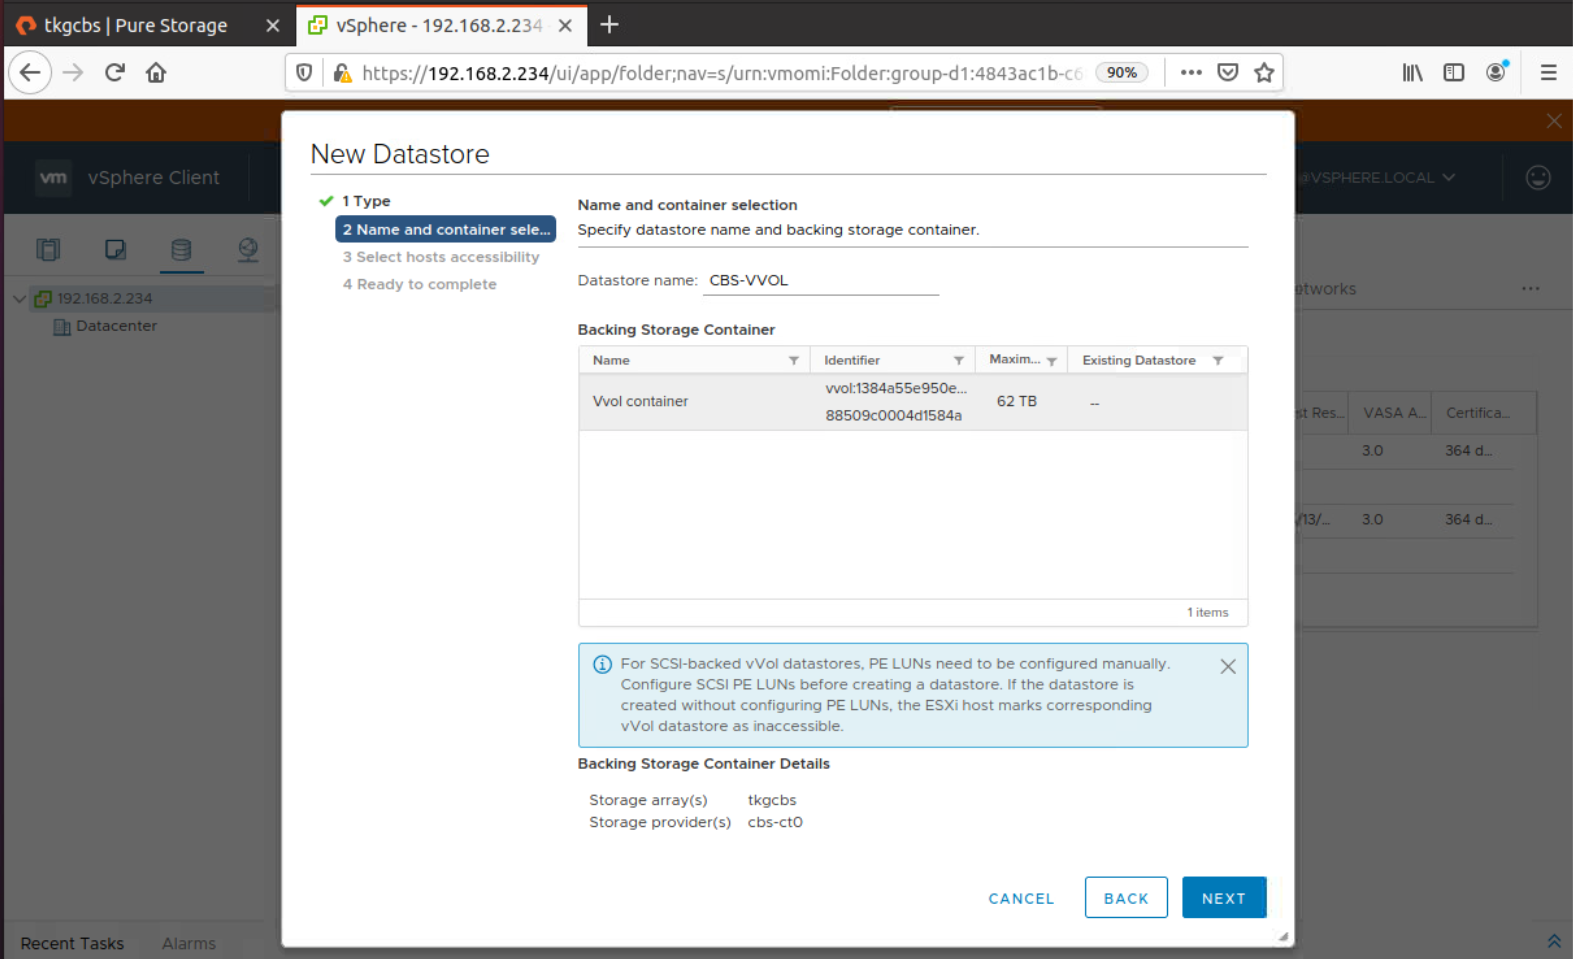 tkgcbs | Pure Storage
vSphere - 192.168.2.234
https://192.168.2.234/ui/app/folder;nav=s/urn:vmomi:Folder:group-d1:4843ac1b-c6
90%
vm vSphere Client
@VSPHERE.LOCAL
192.168.2.234
Datacenter
New Datastore
1 Type
2 Name and container sele...
3 Select hosts accessibility
4 Ready to complete
Name and container selection
Specify datastore name and backing storage container.
Datastore name: CBS-VVOL
Backing Storage Container
Name Identifier Maxim... Existing Datastore
Vvol container vvol:1384a55e950e... 62 TB --
88509c0004d1584a
1 items
For SCSI-backed vVol datastores, PE LUNs need to be configured manually.
Configure SCSI PE LUNs before creating a datastore. If the datastore is
created without configuring PE LUNs, the ESXi host marks corresponding
vVol datastore as inaccessible.
Backing Storage Container Details
Storage array(s) tkgcbs
Storage provider(s) cbs-ct0
CANCEL BACK NEXT
etworks
st Res... VASA A... Certifica...
3.0 364 d...
/13/... 3.0 364 d...
Recent Tasks Alarms